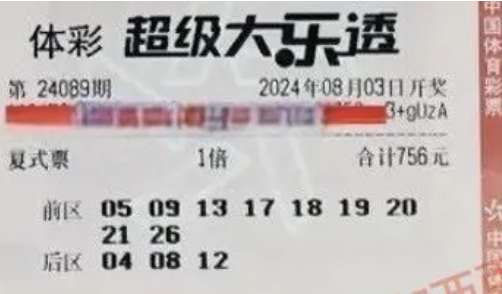 体彩 超级大乐透
第 24089期 2024年08月03日开奖
3+gUzA
复式票 1倍 合计756元
前区 05 09 13 17 18 19 20
21 26
后区 04 08 12
中国体育彩票